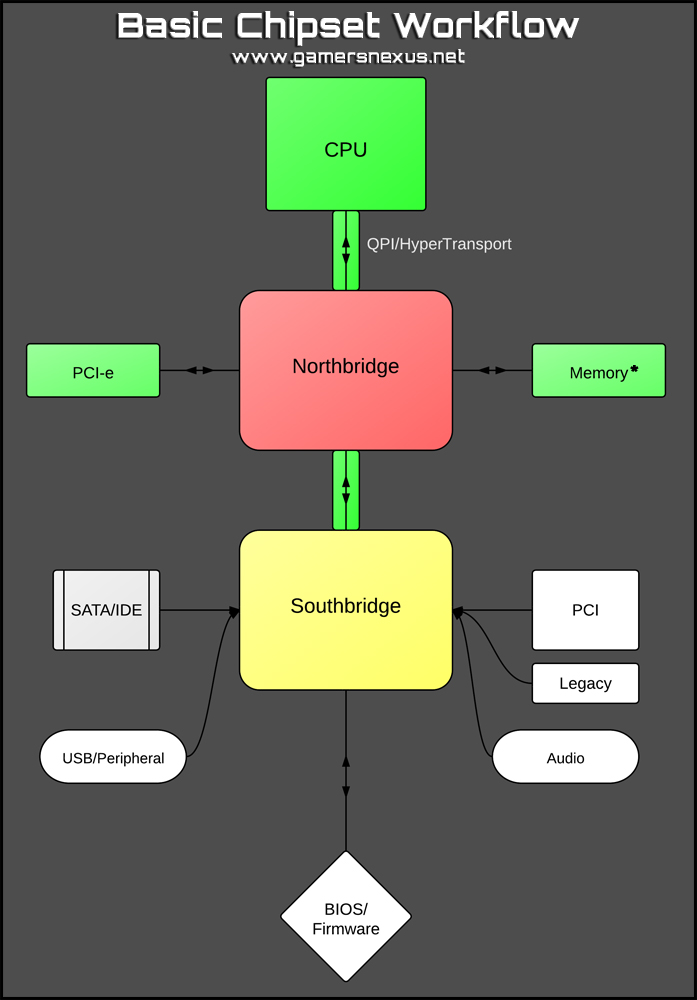 Basic Chipset Workflow
www.gamersnexus.net
CPU
QPI/HyperTransport
PCI-e
Northbridge
Memory*
SATA/IDE
Southbridge
PCI
Legacy
USB/Peripheral
Audio
BIOS/
Firmware